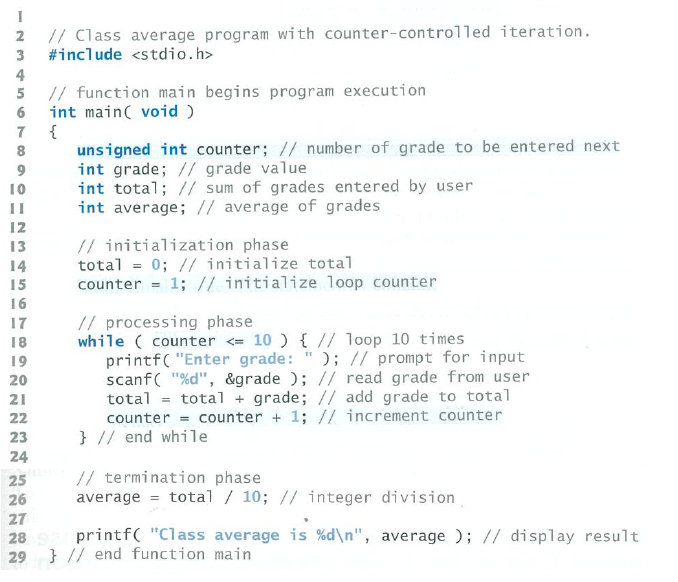 1
2 // Class average program with counter-controlled iteration.
3 #include <stdio.h>
4
5 // function main begins program execution
6 int main( void )
7 {
8 unsigned int counter; // number of grade to be entered next
9 int grade; // grade value
10 int total; // sum of grades entered by user
11 int average; // average of grades
12
13 // initialization phase
14 total = 0; // initialize total
15 counter = 1; // initialize loop counter
16
17 // processing phase
18 while ( counter <= 10 ) { // loop 10 times
19 printf( "Enter grade: " ); // prompt for input
20 scanf( "%d", &grade ); // read grade from user
21 total = total + grade; // add grade to total
22 counter = counter + 1; // increment counter
23 } // end while
24
25 // termination phase
26 average = total / 10; // integer division
27
28 printf( "Class average is %d\n", average ); // display result
29 } // end function main